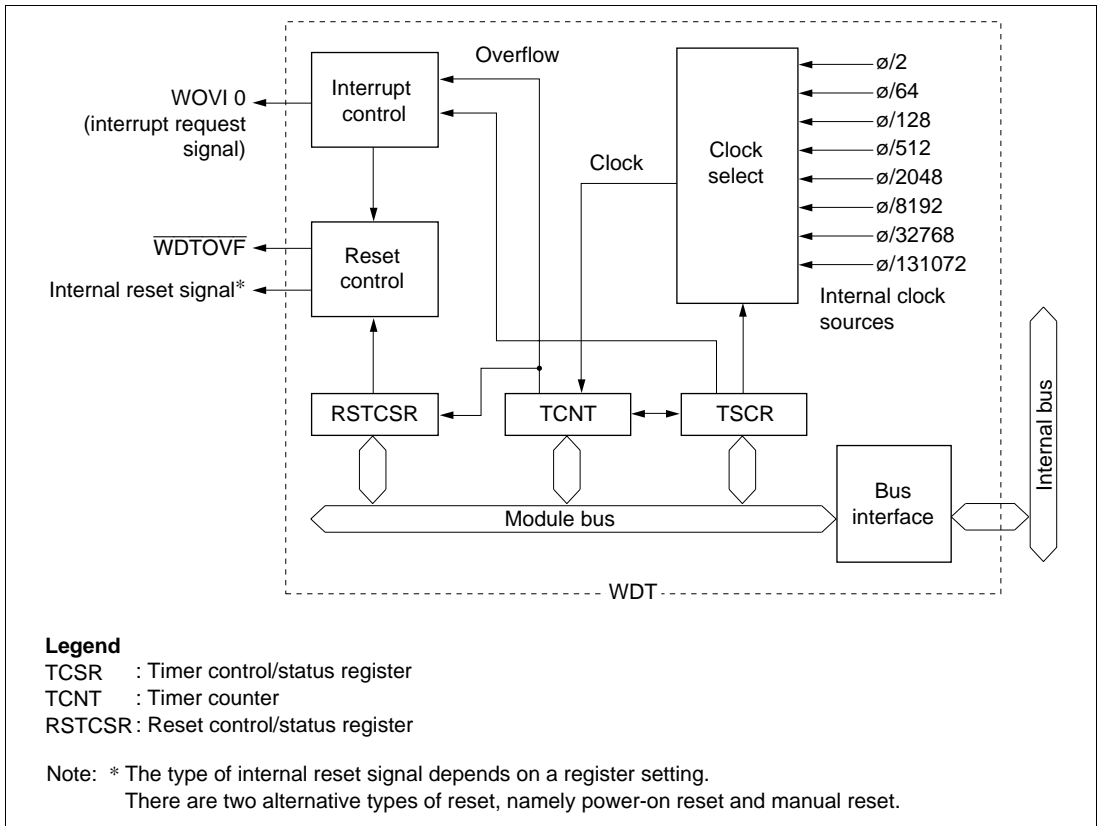 Overflow
Interrupt
control
WOVI 0
(interrupt request
signal)
WDTOVF
Internal reset signal*
Reset
control
Clock
Clock
select
ø/2
ø/64
ø/128
ø/512
ø/2048
ø/8192
ø/32768
ø/131072
Internal clock
sources
RSTCSR
TCNT
TSCR
Module bus
Bus
interface
Internal bus
WDT
Legend
TCSR : Timer control/status register
TCNT : Timer counter
RSTCSR : Reset control/status register
Note: * The type of internal reset signal depends on a register setting.
There are two alternative types of reset, namely power-on reset and manual reset.